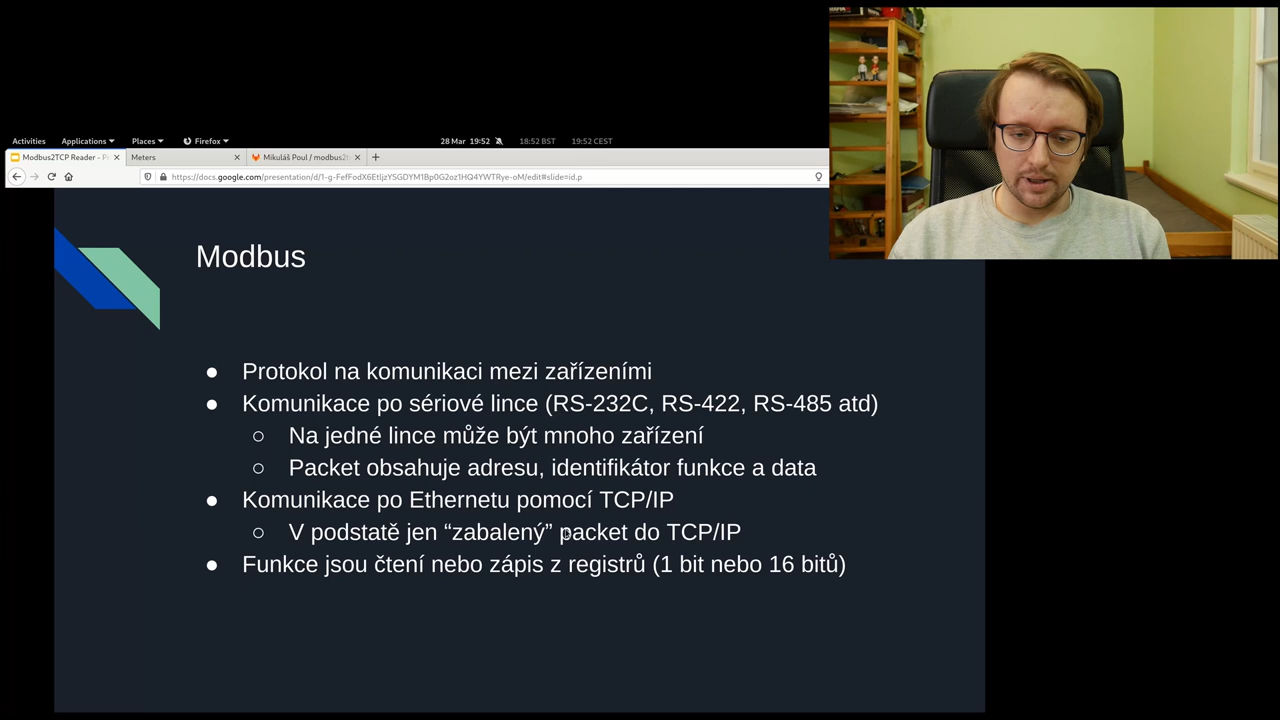 Activities Applications Places Firefox 28 Mar 19:52 18:52 BST 19:52 CEST
Modbus2TCP Reader - P Meters Mikuláš Poul / modbus2t
https://docs.google.com/presentation/d/1-g-FefFodX6EtIjzYSGDYM1Bp0G2oz1HQ4YWTRye-oM/edit#slide=id.p
Modbus
● Protokol na komunikaci mezi zařízeními
● Komunikace po sériové lince (RS-232C, RS-422, RS-485 atd)
○ Na jedné lince může být mnoho zařízení
○ Packet obsahuje adresu, identifikátor funkce a data
● Komunikace po Ethernetu pomocí TCP/IP
○ V podstatě jen “zabalený” packet do TCP/IP
● Funkce jsou čtení nebo zápis z registrů (1 bit nebo 16 bitů)